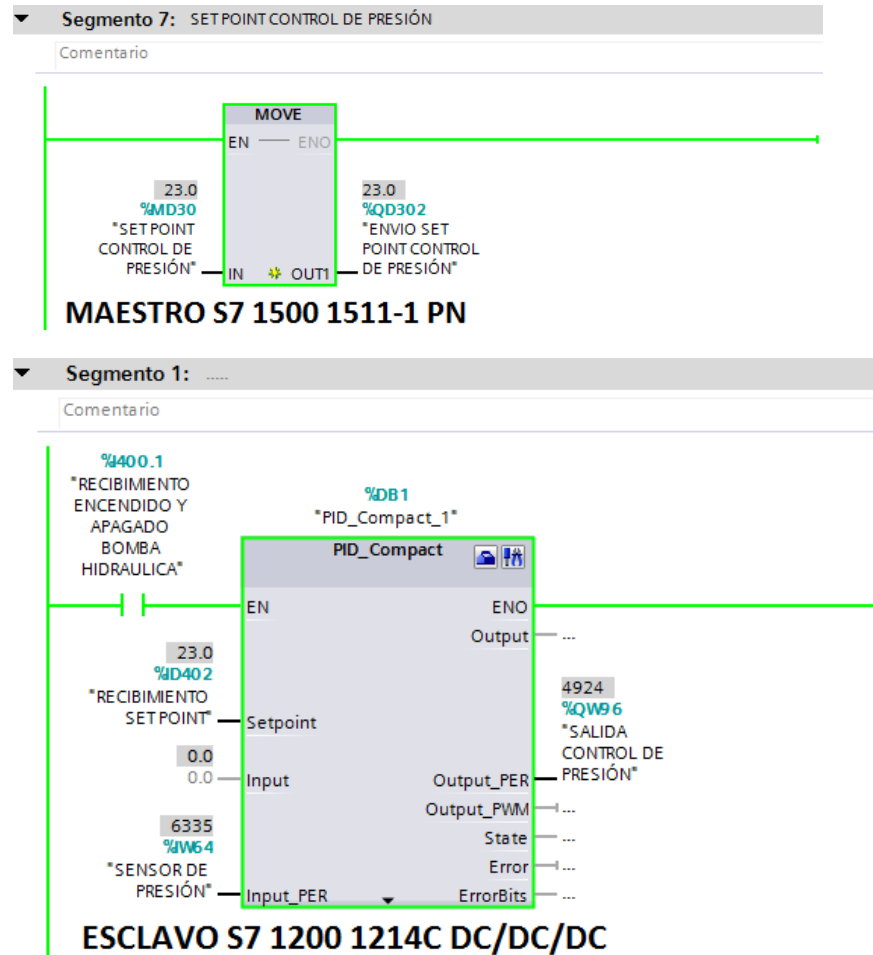 Segmento 7: SET POINT CONTROL DE PRESIÓN
Comentario
MOVE
EN ENO
23.0
%MD30
"SET POINT
CONTROL DE
PRESIÓN"
IN
OUT1
23.0
%QD302
"ENVIO SET
POINT CONTROL
DE PRESIÓN"
MAESTRO S7 1500 1511-1 PN
Segmento 1: .....
Comentario
%I400.1
"RECIBIMIENTO
ENCENDIDO Y
APAGADO
BOMBA
HIDRAULICA"
%DB1
"PID_Compact_1"
PID_Compact
EN
ENO
Output ...
23.0
%ID402
"RECIBIMIENTO
SET POINT"
Setpoint
0.0
0.0
Input
4924
%QW96
"SALIDA
CONTROL DE
PRESIÓN"
Output_PER
Output_PWM ...
State ...
6335
%IW64
"SENSOR DE
PRESIÓN"
Input_PER
Error ...
ErrorBits ...
ESCLAVO S7 1200 1214C DC/DC/DC